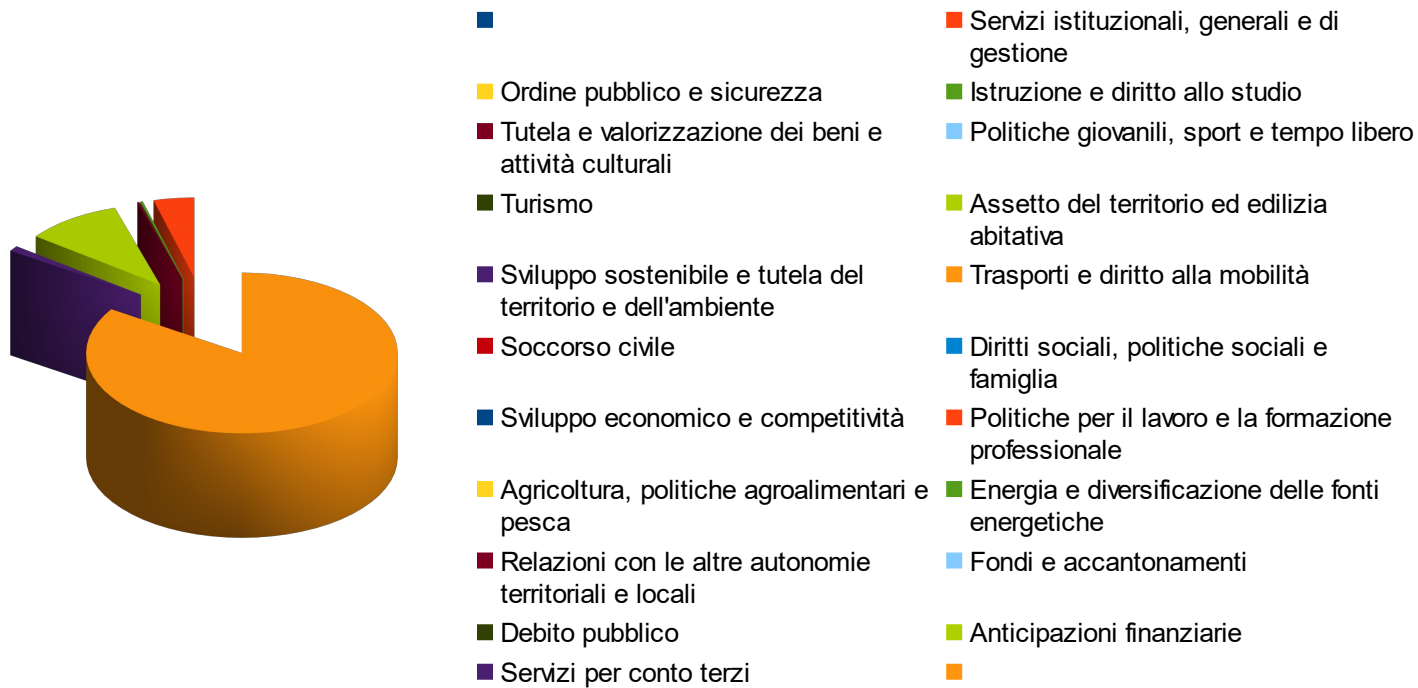 Servizi istituzionali, generali e di
gestione
Ordine pubblico e sicurezza
Istruzione e diritto allo studio
Tutela e valorizzazione dei beni e
attività culturali
Politiche giovanili, sport e tempo libero
Turismo
Assetto del territorio ed edilizia
abitativa
Sviluppo sostenibile e tutela del
territorio e dell'ambiente
Trasporti e diritto alla mobilità
Soccorso civile
Diritti sociali, politiche sociali e
famiglia
Sviluppo economico e competitività
Politiche per il lavoro e la formazione
professionale
Agricoltura, politiche agroalimentari e
pesca
Energia e diversificazione delle fonti
energetiche
Relazioni con le altre autonomie
territoriali e locali
Fondi e accantonamenti
Debito pubblico
Anticipazioni finanziarie
Servizi per conto terzi